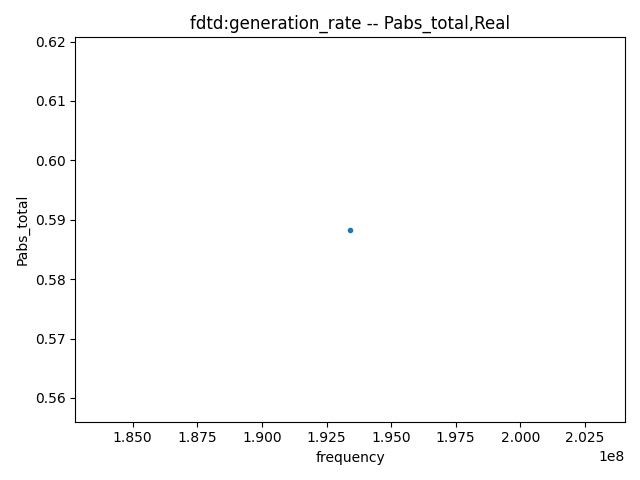 fdtd:generation_rate -- Pabs_total,Real
0.62
0.61
0.60
0.59
0.58
0.57
0.56
Pabs_total
1.850 1.875 1.900 1.925 1.950 1.975 2.000 2.025
frequency
1e8